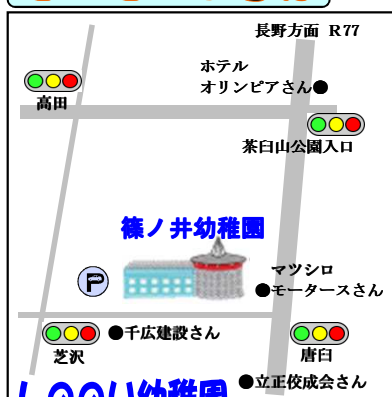 長野方面 R77
ホテル
オリンピアさん●
高田
茶臼山公園入口
篠ノ井幼稚園
P
マツシロ
●モータースさん
●千広建設さん
芝沢
唐臼
●立正佼成会さん
幼稚園